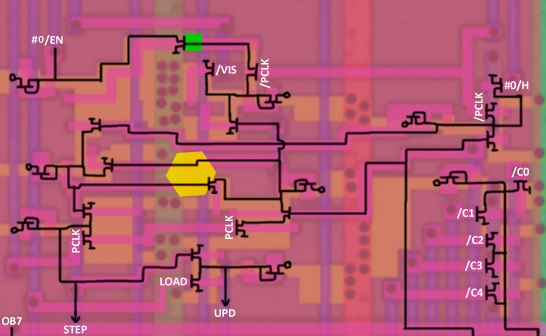 #0/EN
/VIS
/PCLK
#0/H
/PCLK
/C0
/C1
/C2
/C3
/C4
PCLK
PCLK
LOAD
UPD
STEP
OB7